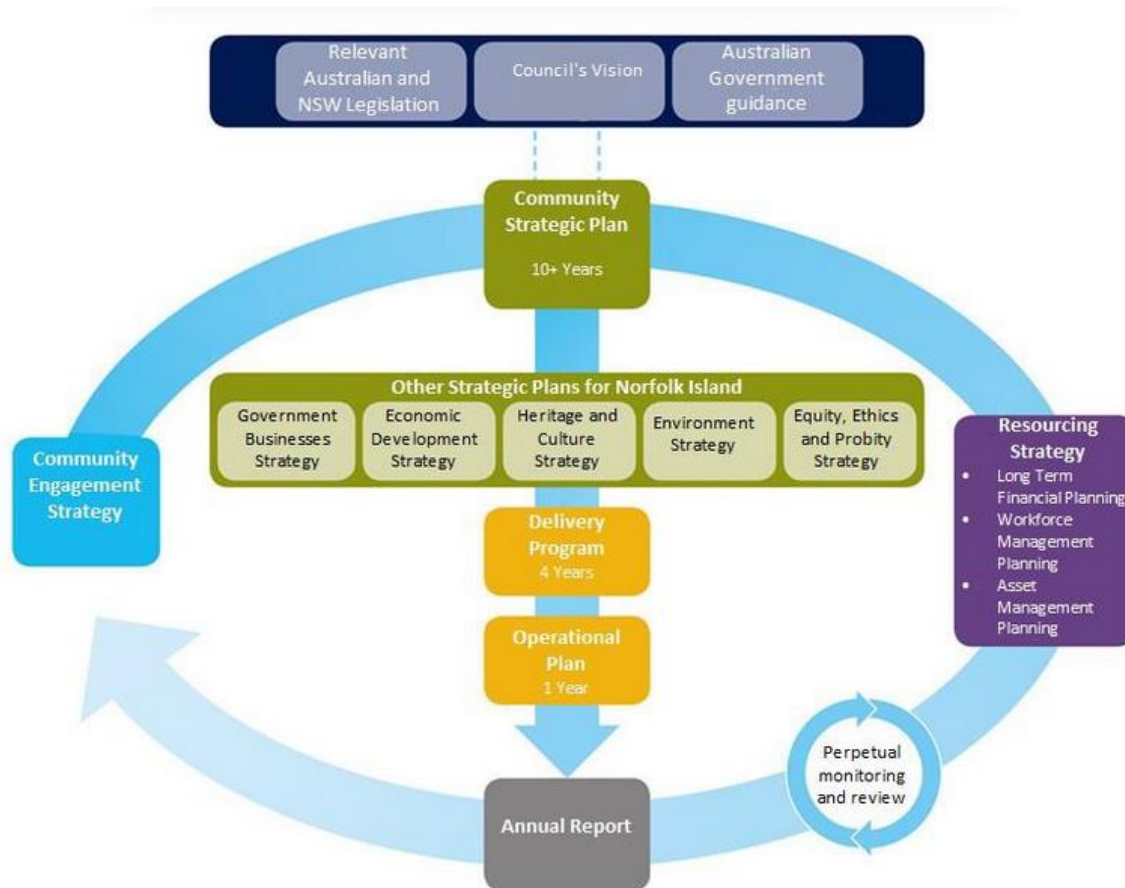 Relevant
Australian and
NSW Legislation
Council's Vision
Australian
Government
guidance
Community
Strategic Plan
10+ Years
Other Strategic Plans for Norfolk Island
Government
Businesses
Strategy
Economic
Development
Strategy
Heritage and
Culture
Strategy
Environment
Strategy
Equity, Ethics
and Probity
Strategy
Community
Engagement
Strategy
Resourcing
Strategy
• Long Term
Financial Planning
• Workforce
Management
Planning
• Asset
Management
Planning
Delivery
Program
4 Years
Operational
Plan
1 Year
Perpetual
monitoring
and review
Annual Report